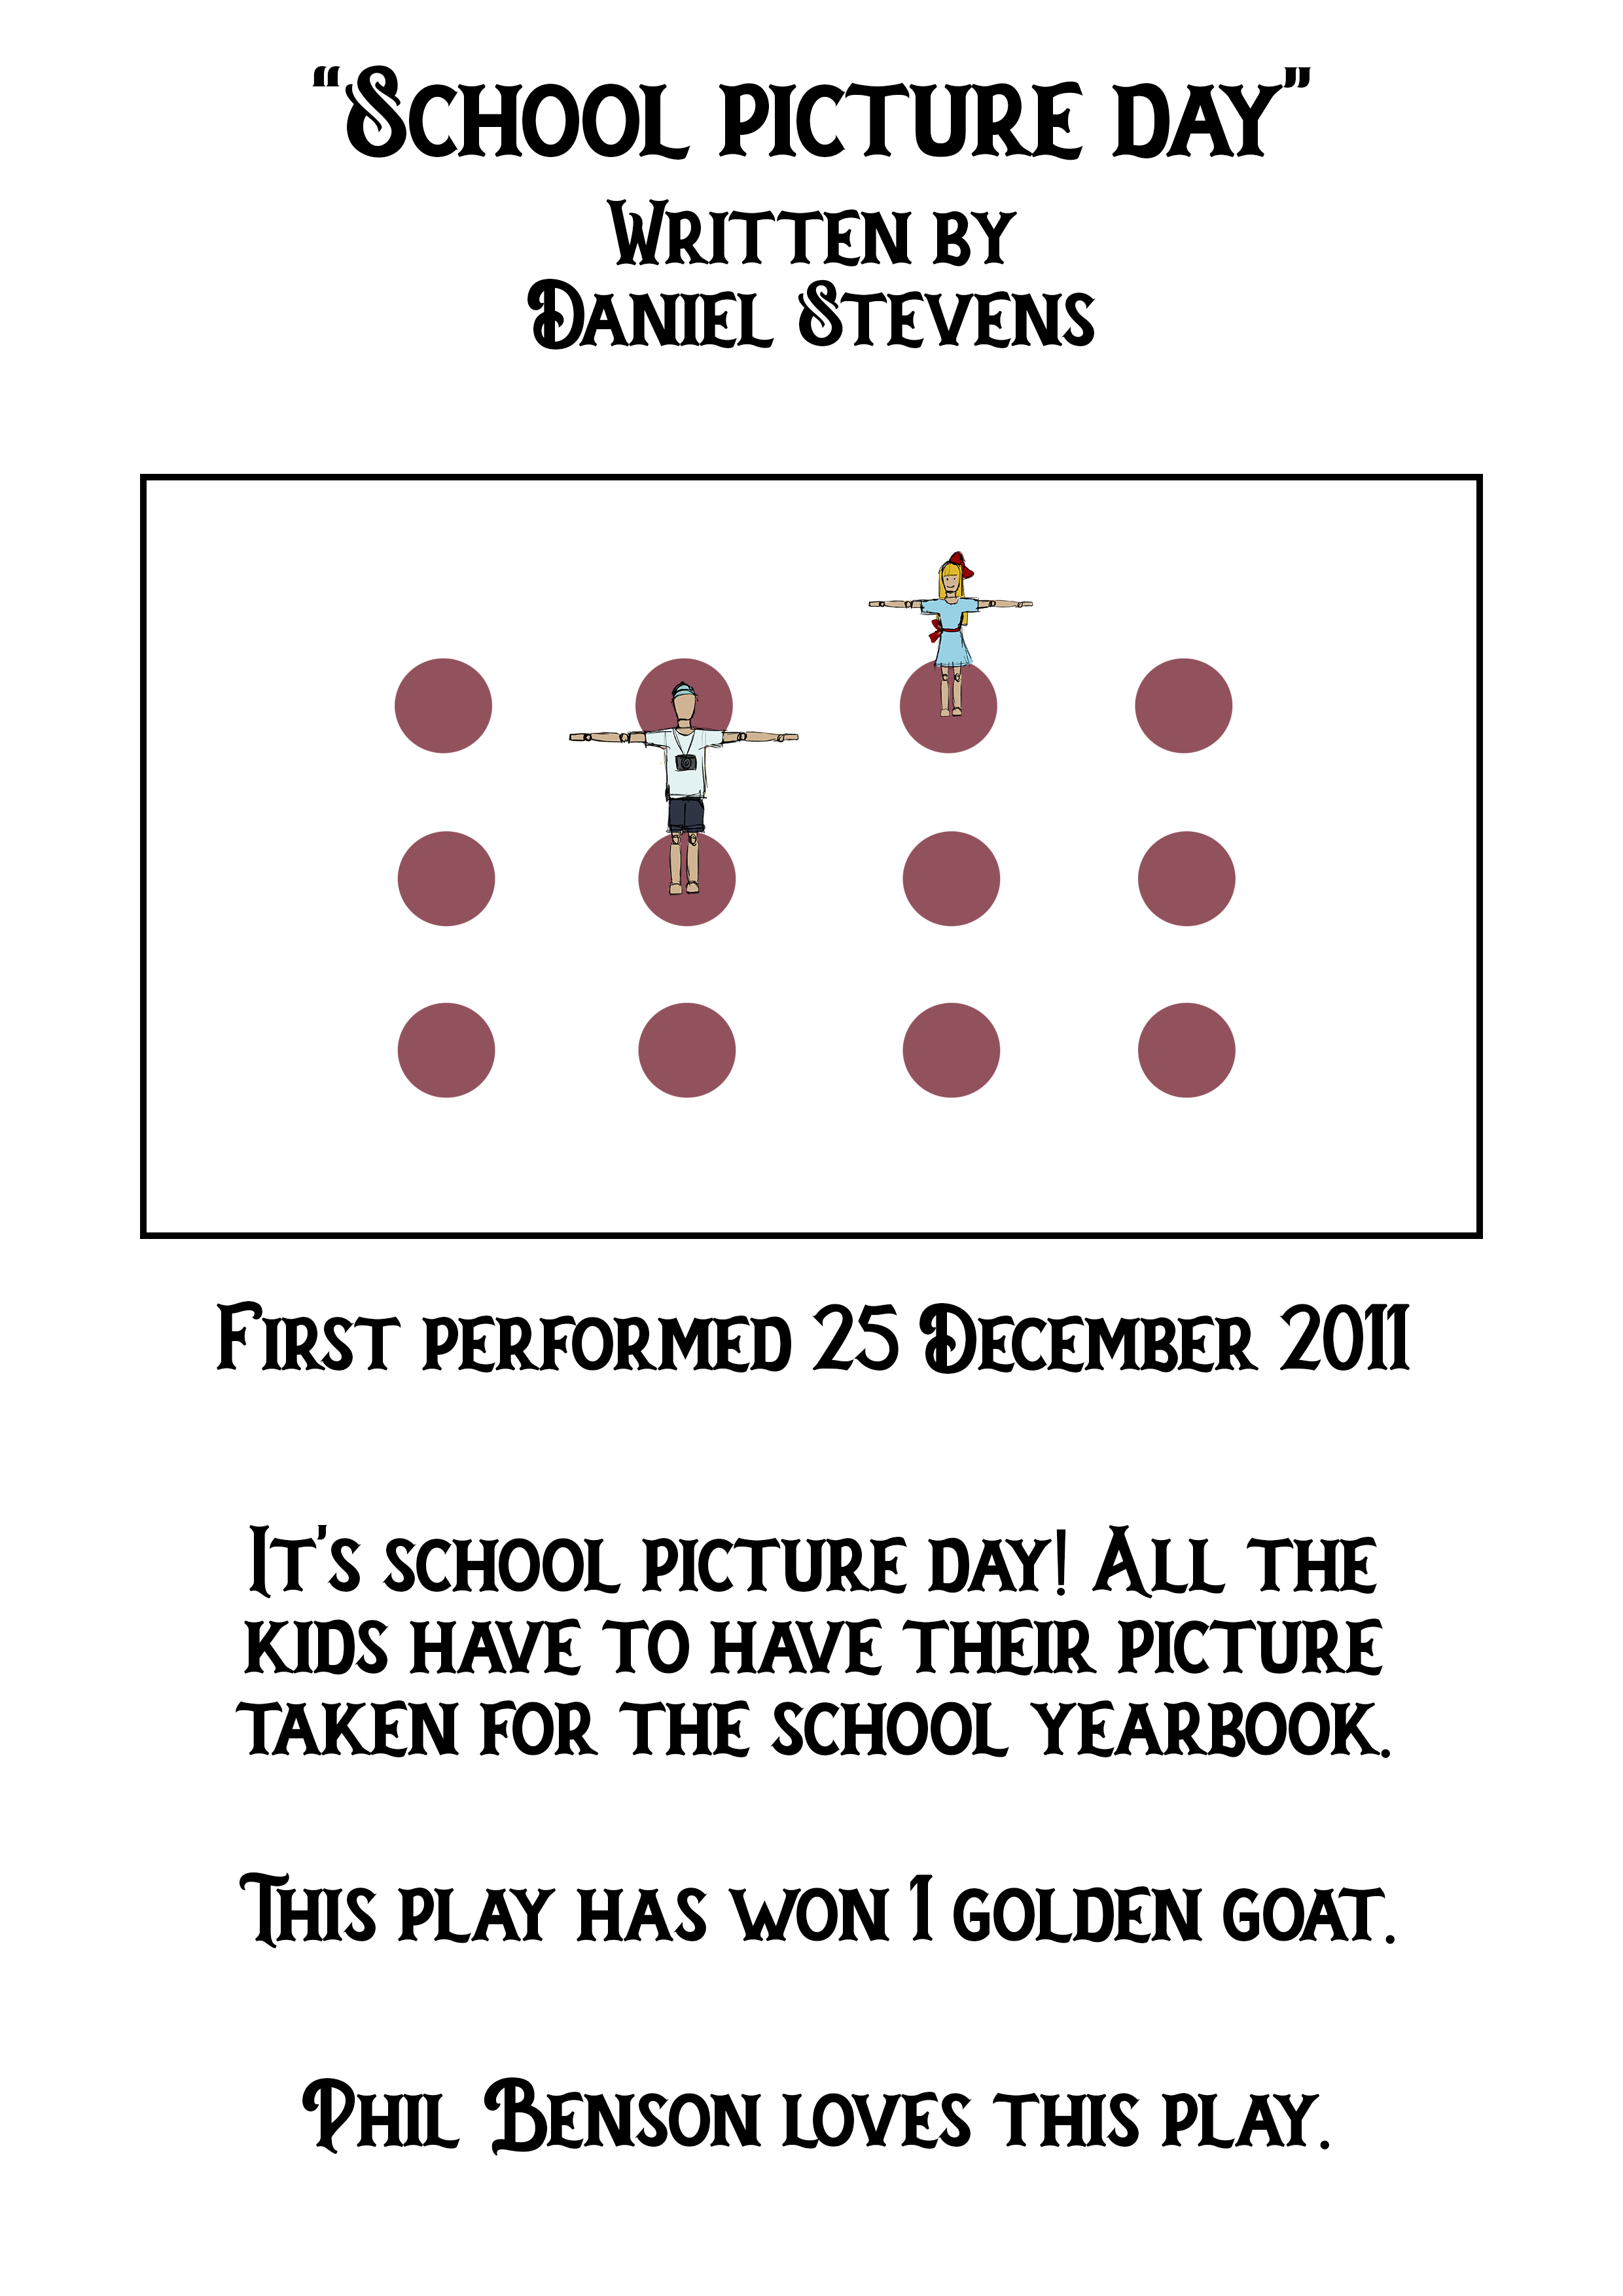 “School picture day”
Written by
Daniel Stevens
First performed 25 December 2011
It's school picture day! All the
kids have to have their picture
taken for the school yearbook.
This play has won 1 golden goat.
Phil Benson loves this play.